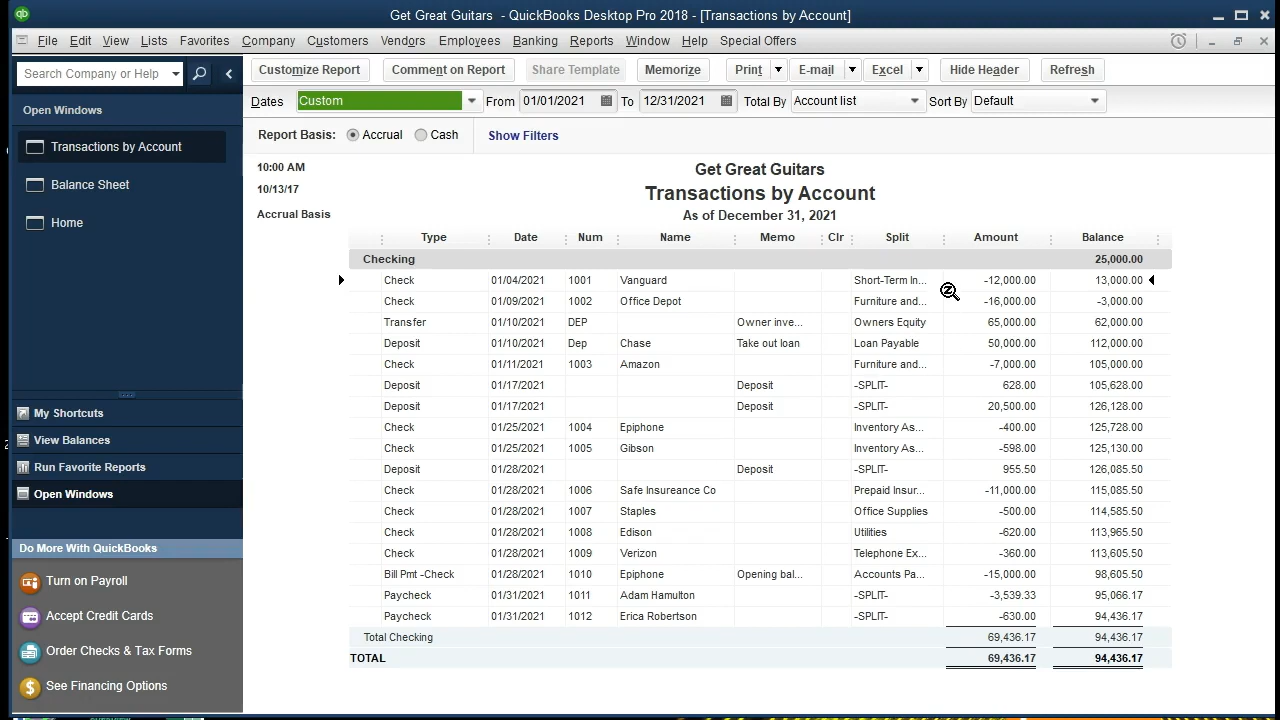 qb Get Great Guitars - QuickBooks Desktop Pro 2018 - [Transactions by Account]
File Edit View Lists Favorites Company Customers Vendors Employees Banking Reports Window Help Special Offers
Search Company or Help
Customize Report Comment on Report Share Template Memorize Print E-mail Excel Hide Header Refresh
Dates Custom From 01/01/2021 To 12/31/2021 Total By Account list Sort By Default
Report Basis: Accrual Cash Show Filters
Open Windows
Transactions by Account
Balance Sheet
Home
My Shortcuts
View Balances
Run Favorite Reports
Open Windows
Do More With QuickBooks
Turn on Payroll
Accept Credit Cards
Order Checks & Tax Forms
See Financing Options
10:00 AM
10/13/17
Accrual Basis
Get Great Guitars
Transactions by Account
As of December 31, 2021
Type Date Num Name Memo Clr Split Amount Balance
Checking 25,000.00
Check 01/04/2021 1001 Vanguard Short-Term In... -12,000.00 13,000.00
Check 01/09/2021 1002 Office Depot Furniture and... -16,000.00 -3,000.00
Transfer 01/10/2021 DEP Owner inve... Owners Equity 65,000.00 62,000.00
Deposit 01/10/2021 Dep Chase Take out loan Loan Payable 50,000.00 112,000.00
Check 01/11/2021 1003 Amazon Furniture and... -7,000.00 105,000.00
Deposit 01/17/2021 Deposit -SPLIT- 628.00 105,628.00
Deposit 01/17/2021 Deposit -SPLIT- 20,500.00 126,128.00
Check 01/25/2021 1004 Epiphone Inventory As... -400.00 125,728.00
Check 01/25/2021 1005 Gibson Inventory As... -598.00 125,130.00
Deposit 01/28/2021 Deposit -SPLIT- 955.50 126,085.50
Check 01/28/2021 1006 Safe Insureance Co Prepaid Insur... -11,000.00 115,085.50
Check 01/28/2021 1007 Staples Office Supplies -500.00 114,585.50
Check 01/28/2021 1008 Edison Utilities -620.00 113,965.50
Check 01/28/2021 1009 Verizon Telephone Ex... -360.00 113,605.50
Bill Pmt -Check 01/28/2021 1010 Epiphone Opening bal... Accounts Pa... -15,000.00 98,605.50
Paycheck 01/31/2021 1011 Adam Hamulton -SPLIT- -3,539.33 95,066.17
Paycheck 01/31/2021 1012 Erica Robertson -SPLIT- -630.00 94,436.17
Total Checking 69,436.17 94,436.17
TOTAL 69,436.17 94,436.17